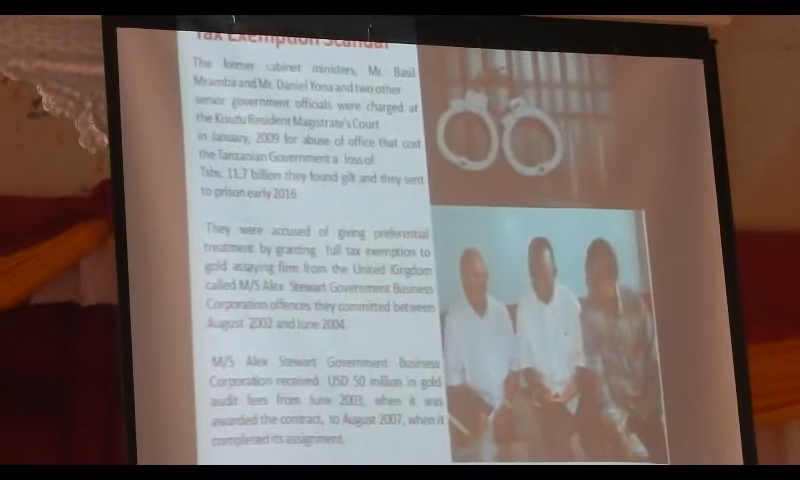 Tax Exemption Scandal
The former cabinet ministers, Mr. Basil
Mramba and Mr. Daniel Yona and two other
senior government officials were charged at
the Kisutu Resident Magistrate's Court
in January, 2009 for abuse of office that cost
the Tanzanian Government a loss of
Tshs. 11.7 billion they found gilt and they sent
to prison early 2016
They were accused of giving preferential
treatment by granting full tax exemption to
gold assaying firm from the United Kingdom
called M/S Alex Stewart Government Business
Corporation offences they committed between
August 2002 and June 2004.
M/S Alex Stewart Government Business
Corporation received USD 50 million in gold
audit fees from June 2003, when it was
awarded the contract, to August 2007, when it
completed its assignment.